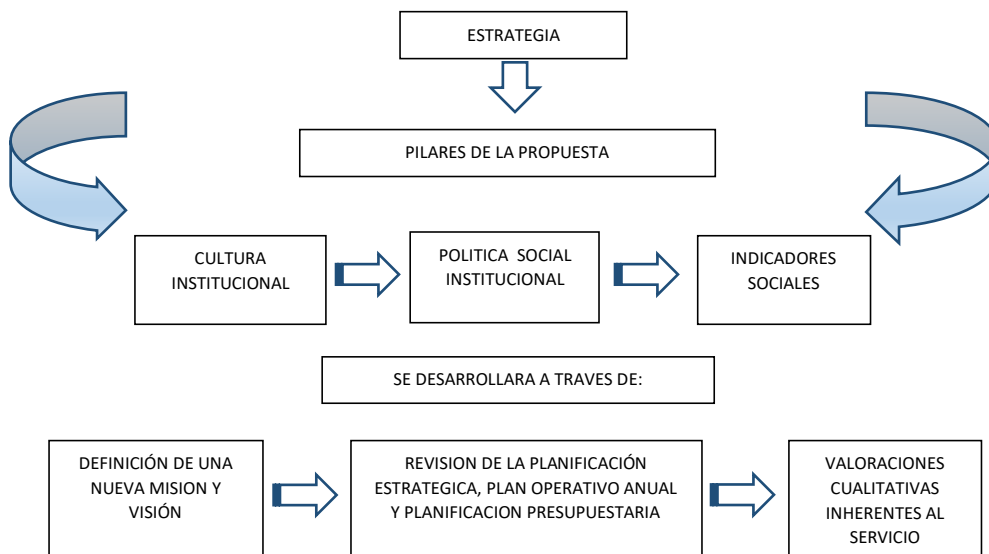 ESTRATEGIA
PILARES DE LA PROPUESTA
CULTURA
INSTITUCIONAL
POLITICA SOCIAL
INSTITUCIONAL
INDICADORES
SOCIALES
SE DESARROLLARA A TRAVES DE:
DEFINICIÓN DE UNA
NUEVA MISION Y
VISIÓN
REVISION DE LA PLANIFICACIÓN
ESTRATEGICA, PLAN OPERATIVO ANUAL
Y PLANIFICACION PRESUPUESTARIA
VALORACIONES
CUALITATIVAS
INHERENTES AL
SERVICIO